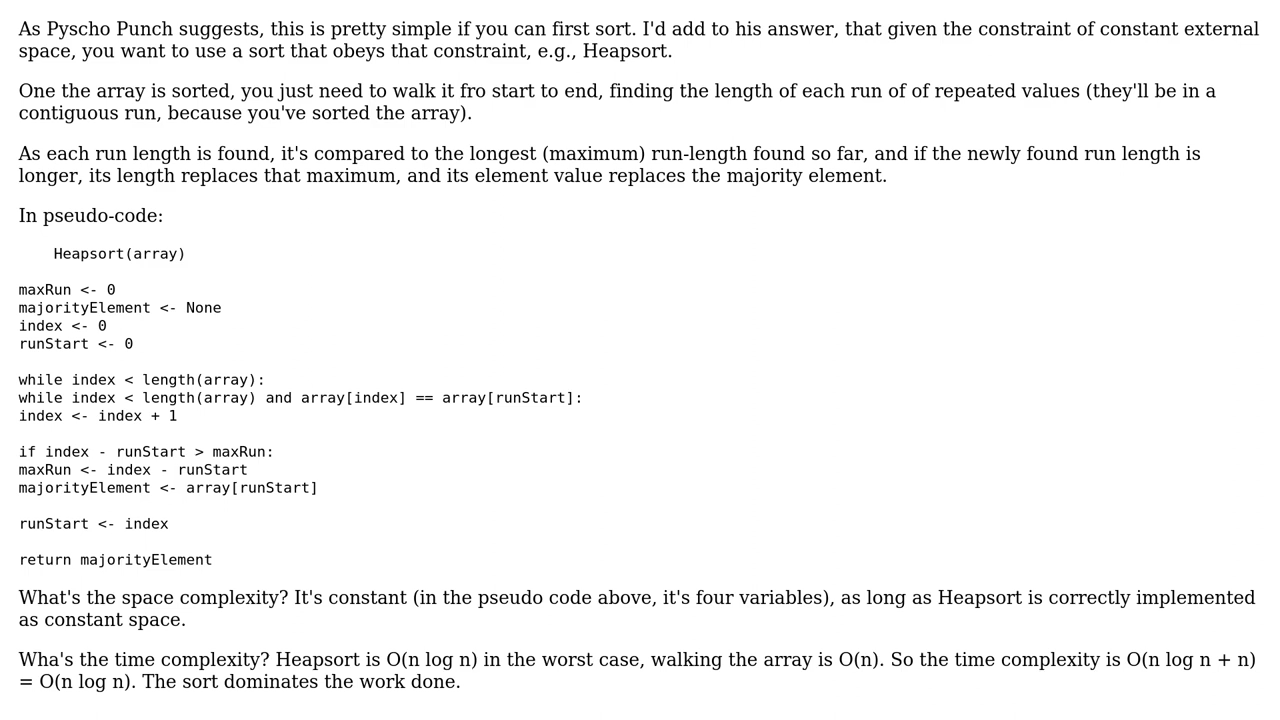 As Pyscho Punch suggests, this is pretty simple if you can first sort. I'd add to his answer, that given the constraint of constant external
space, you want to use a sort that obeys that constraint, e.g., Heapsort.
One the array is sorted, you just need to walk it fro start to end, finding the length of each run of of repeated values (they'll be in a
contiguous run, because you've sorted the array).
As each run length is found, it's compared to the longest (maximum) run-length found so far, and if the newly found run length is
longer, its length replaces that maximum, and its element value replaces the majority element.
In pseudo-code:
Heapsort(array)
maxRun <- 0
majorityElement <- None
index <- 0
runStart <- 0
while index < length(array):
while index < length(array) and array[index] == array[runStart]:
index <- index + 1
if index - runStart > maxRun:
maxRun <- index - runStart
majorityElement <- array[runStart]
runStart <- index
return majorityElement
What's the space complexity? It's constant (in the pseudo code above, it's four variables), as long as Heapsort is correctly implemented
as constant space.
Wha's the time complexity? Heapsort is O(n log n) in the worst case, walking the array is O(n). So the time complexity is O(n log n + n)
= O(n log n). The sort dominates the work done.